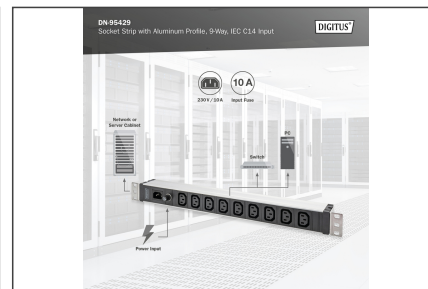 DN-95429
Socket Strip with Aluminum Profile, 9-Way, IEC C14 Input
DIGITUS®
230 V / 10 A
10 A
Input Fuse
Network or
Server Cabinet
PC
Switch
Power Input